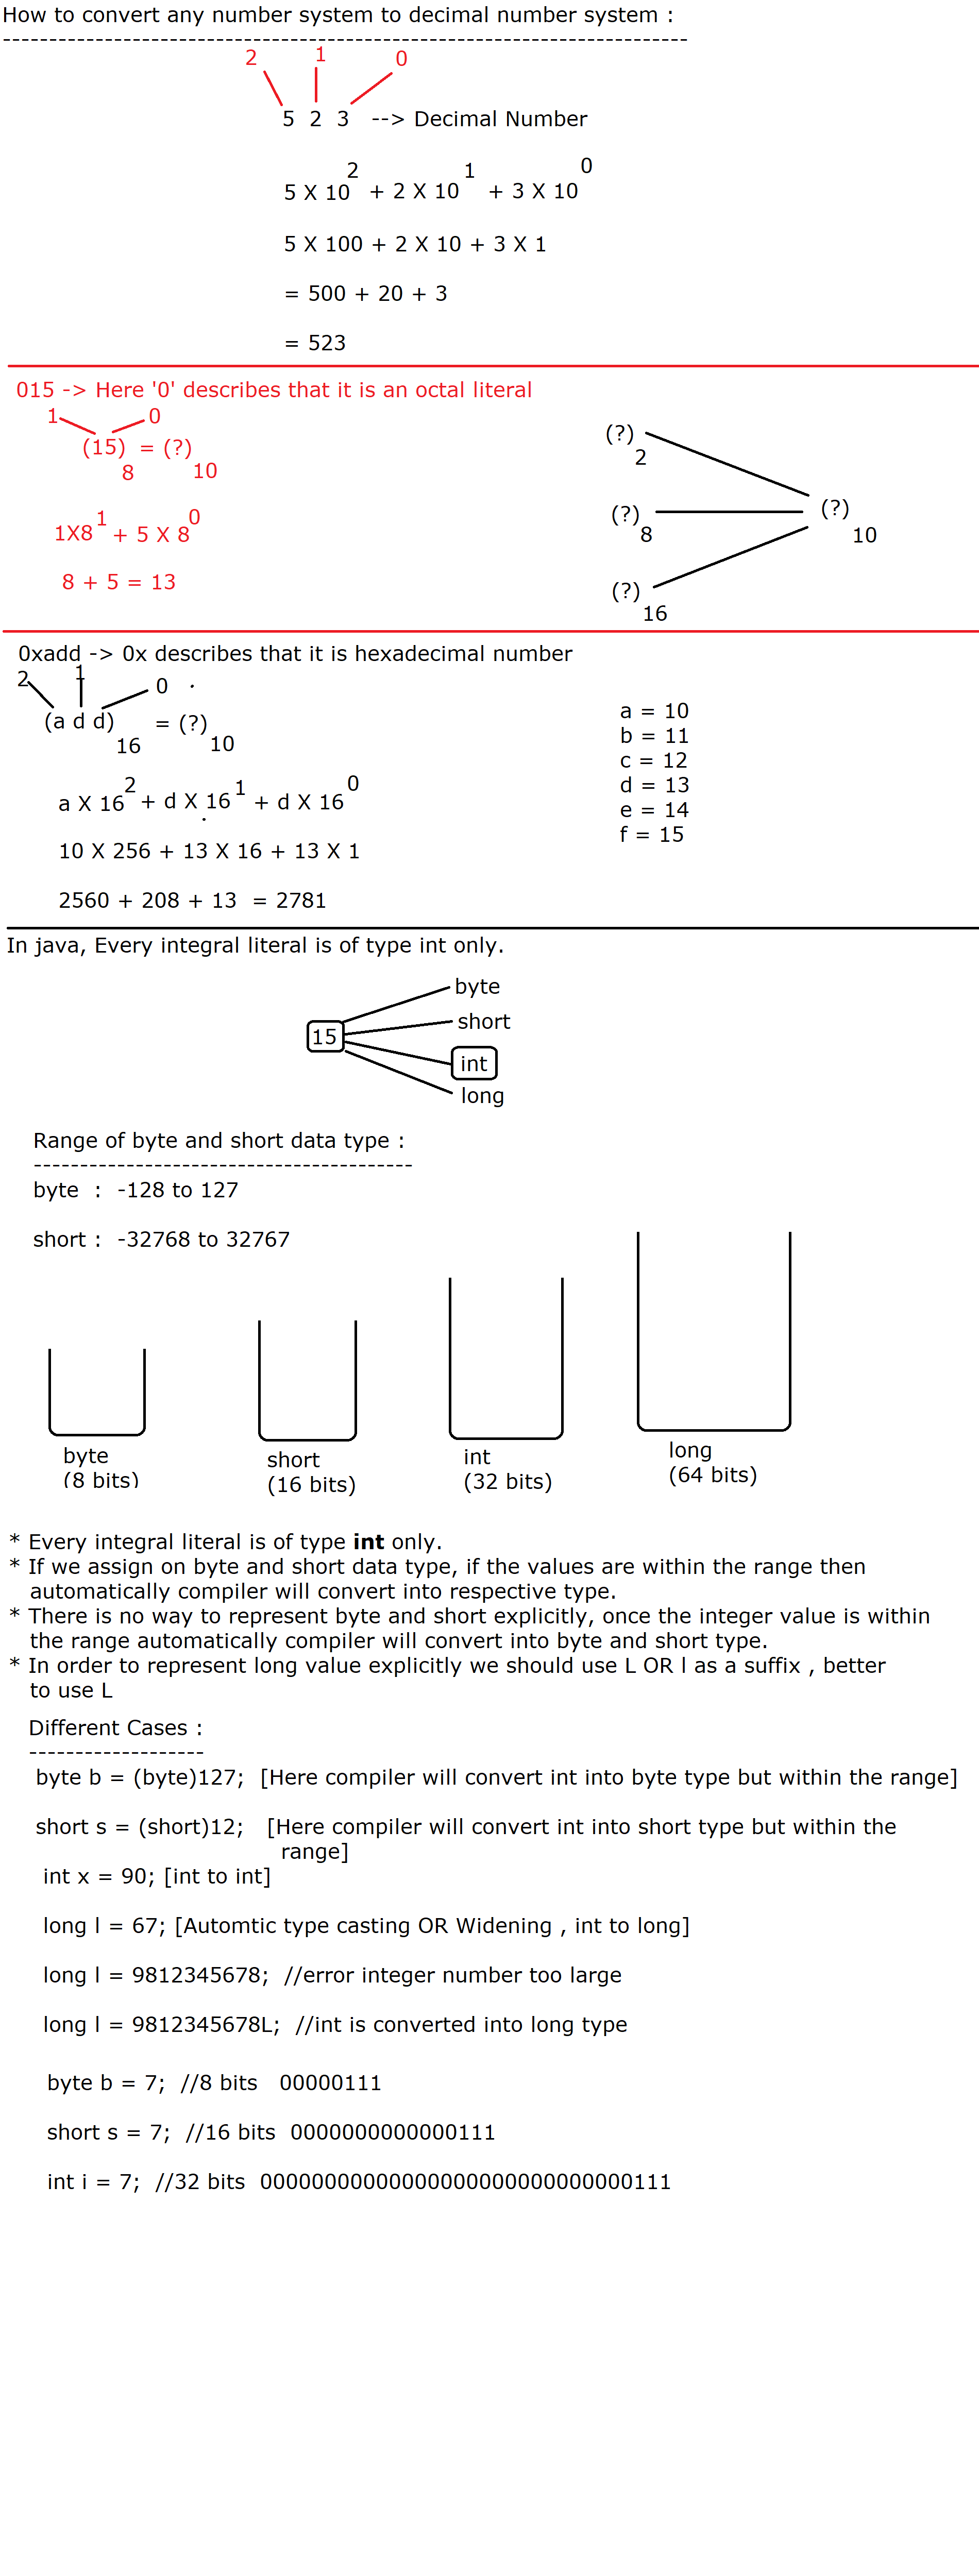 How to convert any number system to decimal number system :
--------------------------------------------------------------------------
2 1 0
5 2 3 --> Decimal Number
2 1 0
5 X 10 + 2 X 10 + 3 X 10
5 X 100 + 2 X 10 + 3 X 1
= 500 + 20 + 3
= 523
015 -> Here '0' describes that it is an octal literal
1 0
(15) = (?)
8 10
1 0
1X8 + 5 X 8
8 + 5 = 13
(?)
2
(?)
8
(?)
16
(?)
10
0xadd -> 0x describes that it is hexadecimal number
2 1 0
(a d d) = (?)
16 10
2 1 0
a X 16 + d X 16 + d X 16
10 X 256 + 13 X 16 + 13 X 1
2560 + 208 + 13 = 2781
a = 10
b = 11
c = 12
d = 13
e = 14
f = 15
In java, Every integral literal is of type int only.
15
byte
short
int
long
Range of byte and short data type :
-----------------------------------------
byte : -128 to 127
short : -32768 to 32767
byte
(8 bits)
short
(16 bits)
int
(32 bits)
long
(64 bits)
* Every integral literal is of type int only.
* If we assign on byte and short data type, if the values are within the range then
automatically compiler will convert into respective type.
* There is no way to represent byte and short explicitly, once the integer value is within
the range automatically compiler will convert into byte and short type.
* In order to represent long value explicitly we should use L OR l as a suffix , better
to use L
Different Cases :
-------------------
byte b = (byte)127; [Here compiler will convert int into byte type but within the range]
short s = (short)12; [Here compiler will convert int into short type but within the
range]
int x = 90; [int to int]
long l = 67; [Automtic type casting OR Widening , int to long]
long l = 9812345678; //error integer number too large
long l = 9812345678L; //int is converted into long type
byte b = 7; //8 bits 00000111
short s = 7; //16 bits 0000000000000111
int i = 7; //32 bits 00000000000000000000000000000111